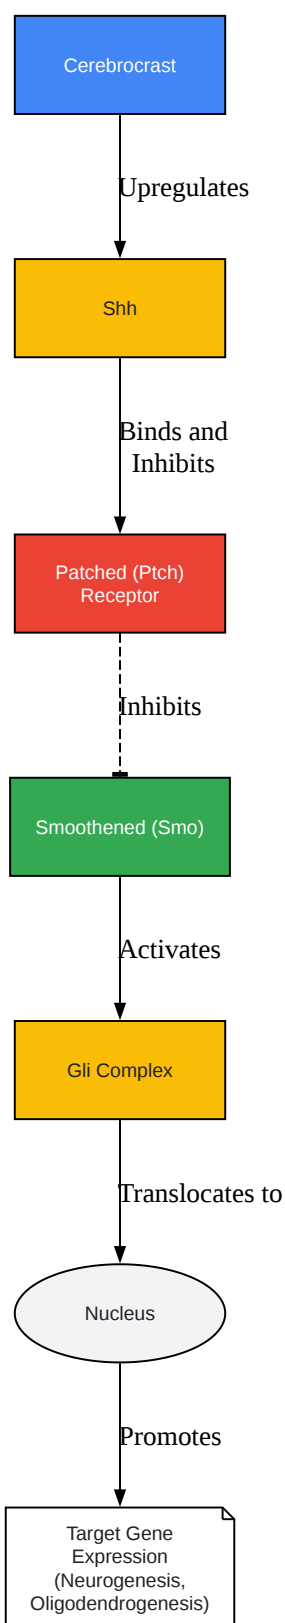 Cerebrocrast
Upregulates
Shh
Binds and
Inhibits
Patched (Ptch)
Receptor
Inhibits
Smoothened (Smo)
Activates
Gli Complex
Translocates to
Nucleus
Promotes
Target Gene
Expression
(Neurogenesis,
Oligodendrogenesis)